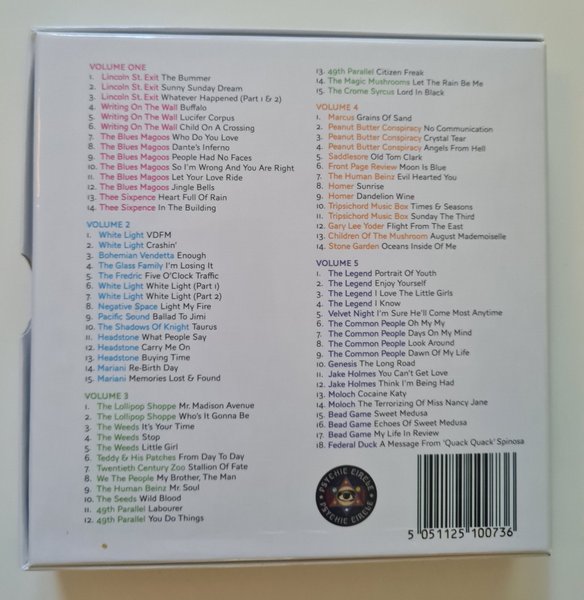 VOLUME ONE
1. Lincoln St. Exit The Bummer
2. Lincoln St. Exit Sunny Sunday Dream
3. Lincoln St. Exit Whatever Happened (Part 1 & 2)
4. Writing On The Wall Buffalo
5. Writing On The Wall Lucifer Corpus
6. Writing On The Wall Child On A Crossing
7. The Blues Magoos Who Do You Love
8. The Blues Magoos Dante's Inferno
9. The Blues Magoos People Had No Faces
10. The Blues Magoos So I'm Wrong And You Are Right
11. The Blues Magoos Let Your Love Ride
12. The Blues Magoos Jingle Bells
13. Thee Sixpence Heart Full Of Rain
14. Thee Sixpence In The Building
VOLUME 2
1. White Light VDFM
2. White Light Crashin'
3. Bohemian Vendetta Enough
4. The Glass Family I'm Losing It
5. The Fredric Five O'Clock Traffic
6. White Light White Light (Part 1)
7. White Light White Light (Part 2)
8. Negative Space Light My Fire
9. Pacific Sound Ballad To Jimi
10. The Shadows Of Knight Taurus
11. Headstone What People Say
12. Headstone Carry Me On
13. Headstone Buying Time
14. Mariani Re-Birth Day
15. Mariani Memories Lost & Found
VOLUME 3
1. The Lollipop Shoppe Mr. Madison Avenue
2. The Lollipop Shoppe Who's It Gonna Be
3. The Weeds It's Your Time
4. The Weeds Stop
5. The Weeds Little Girl
6. Teddy & His Patches From Day To Day
7. Twentieth Century Zoo Stallion Of Fate
8. We The People My Brother, The Man
9. The Human Beinz Mr. Soul
10. The Seeds Wild Blood
11. 49th Parallel Labourer
12. 49th Parallel You Do Things
13. 49th Parallel Citizen Freak
14. The Magic Mushrooms Let The Rain Be Me
15. The Crome Syrcus Lord In Black
VOLUME 4
1. Marcus Grains Of Sand
2. Peanut Butter Conspiracy No Communication
3. Peanut Butter Conspiracy Crystal Tear
4. Peanut Butter Conspiracy Angels From Hell
5. Saddlesore Old Tom Clark
6. Front Page Review Moon Is Blue
7. The Human Beinz Evil Hearted You
8. Homer Sunrise
9. Homer Dandelion Wine
10. Tripsichord Music Box Times & Seasons
11. Tripsichord Music Box Sunday The Third
12. Gary Lee Yoder Flight From The East
13. Children Of The Mushroom August Mademoiselle
14. Stone Garden Oceans Inside Of Me
VOLUME 5
1. The Legend Portrait Of Youth
2. The Legend Enjoy Yourself
3. The Legend I Love The Little Girls
4. The Legend I Know
5. Velvet Night I'm Sure He'll Come Most Anytime
6. The Common People Oh My My
7. The Common People Days On My Mind
8. The Common People Look Around
9. The Common People Dawn Of My Life
10. Genesis The Long Road
11. Jake Holmes You Can't Get Love
12. Jake Holmes Think I'm Being Had
13. Moloch Cocaine Katy
14. Moloch The Terrorizing Of Miss Nancy Jane
15. Bead Game Sweet Medusa
16. Bead Game Echoes Of Sweet Medusa
17. Bead Game My Life In Review
18. Federal Duck A Message From 'Quack Quack' Spinosa
PSYCHIC CIRCLE
PSYCHIC CIRCLE
5 051125 100736